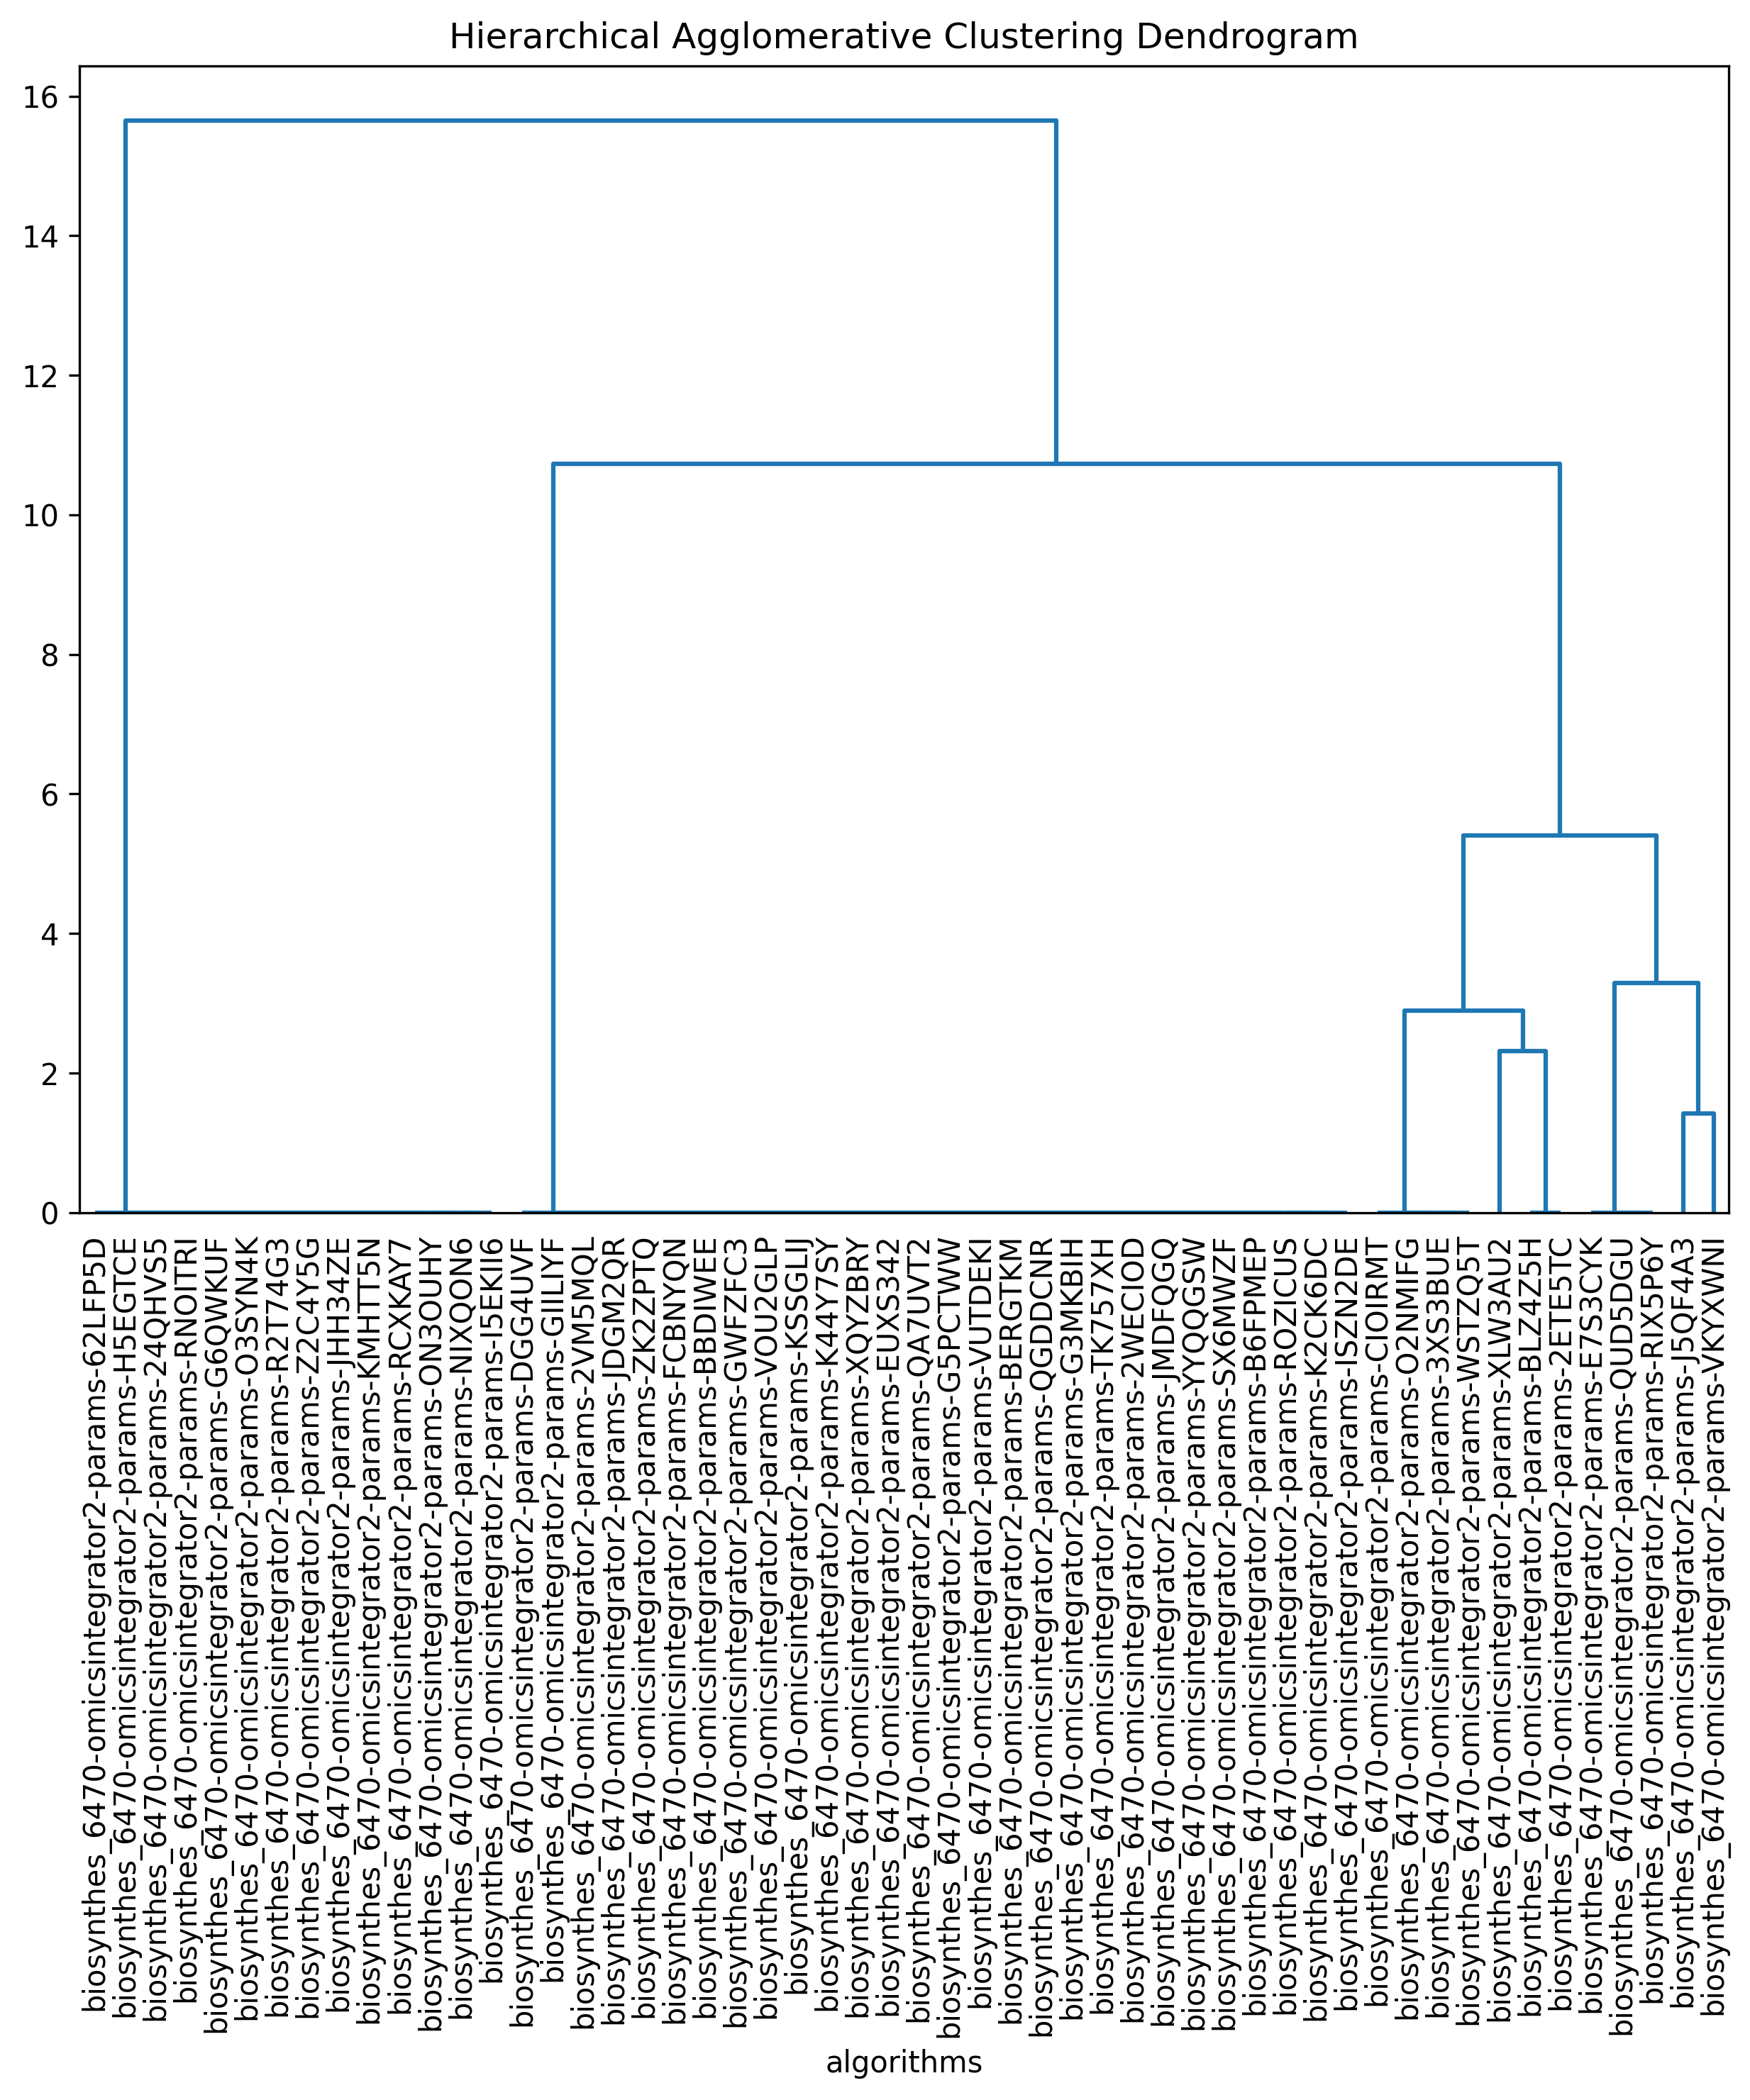 Hierarchical Agglomerative Clustering Dendrogram
16
14
12
10
8
6
4
2
0
biosynthes_6470-omicsintegrator2-params-62LFP5D
biosynthes_6470-omicsintegrator2-params-H5EGTCE
biosynthes_6470-omicsintegrator2-params-24QHVS5
biosynthes_6470-omicsintegrator2-params-RNOITRI
biosynthes_6470-omicsintegrator2-params-G6QWKUF
biosynthes_6470-omicsintegrator2-params-O3SYN4K
biosynthes_6470-omicsintegrator2-params-R2T74G3
biosynthes_6470-omicsintegrator2-params-Z2C4Y5G
biosynthes_6470-omicsintegrator2-params-JHH34ZE
biosynthes_6470-omicsintegrator2-params-KMHTT5N
biosynthes_6470-omicsintegrator2-params-RCXKAY7
biosynthes_6470-omicsintegrator2-params-ON3OUHY
biosynthes_6470-omicsintegrator2-params-NIXQON6
biosynthes_6470-omicsintegrator2-params-I5EKII6
biosynthes_6470-omicsintegrator2-params-DGG4UVF
biosynthes_6470-omicsintegrator2-params-GIILIYF
biosynthes_6470-omicsintegrator2-params-2VM5MQL
biosynthes_6470-omicsintegrator2-params-JDGM2QR
biosynthes_6470-omicsintegrator2-params-ZK2ZPTQ
biosynthes_6470-omicsintegrator2-params-FCBNYQN
biosynthes_6470-omicsintegrator2-params-BBDIWEE
biosynthes_6470-omicsintegrator2-params-GWFZFC3
biosynthes_6470-omicsintegrator2-params-VOU2GLP
biosynthes_6470-omicsintegrator2-params-KSSGLIJ
biosynthes_6470-omicsintegrator2-params-K44Y7SY
biosynthes_6470-omicsintegrator2-params-XQYZBRY
biosynthes_6470-omicsintegrator2-params-EUXS342
biosynthes_6470-omicsintegrator2-params-QA7UVT2
biosynthes_6470-omicsintegrator2-params-G5PCTWW
biosynthes_6470-omicsintegrator2-params-VUTDEKI
biosynthes_6470-omicsintegrator2-params-BERGTKM
biosynthes_6470-omicsintegrator2-params-QGDDCNR
biosynthes_6470-omicsintegrator2-params-G3MKBIH
biosynthes_6470-omicsintegrator2-params-TK757XH
biosynthes_6470-omicsintegrator2-params-2WECIOD
biosynthes_6470-omicsintegrator2-params-JMDFQGQ
biosynthes_6470-omicsintegrator2-params-YYQQGSW
biosynthes_6470-omicsintegrator2-params-SX6MWZF
biosynthes_6470-omicsintegrator2-params-B6FPMEP
biosynthes_6470-omicsintegrator2-params-ROZICUS
biosynthes_6470-omicsintegrator2-params-K2CK6DC
biosynthes_6470-omicsintegrator2-params-ISZN2DE
biosynthes_6470-omicsintegrator2-params-CIOIRMT
biosynthes_6470-omicsintegrator2-params-O2NMIFG
biosynthes_6470-omicsintegrator2-params-3XS3BUE
biosynthes_6470-omicsintegrator2-params-WSTZQ5T
biosynthes_6470-omicsintegrator2-params-XLW3AU2
biosynthes_6470-omicsintegrator2-params-BLZ4Z5H
biosynthes_6470-omicsintegrator2-params-2ETE5TC
biosynthes_6470-omicsintegrator2-params-E7S3CYK
biosynthes_6470-omicsintegrator2-params-QUD5DGU
biosynthes_6470-omicsintegrator2-params-RIX5P6Y
biosynthes_6470-omicsintegrator2-params-J5QF4A3
biosynthes_6470-omicsintegrator2-params-VKYXWNI
algorithms